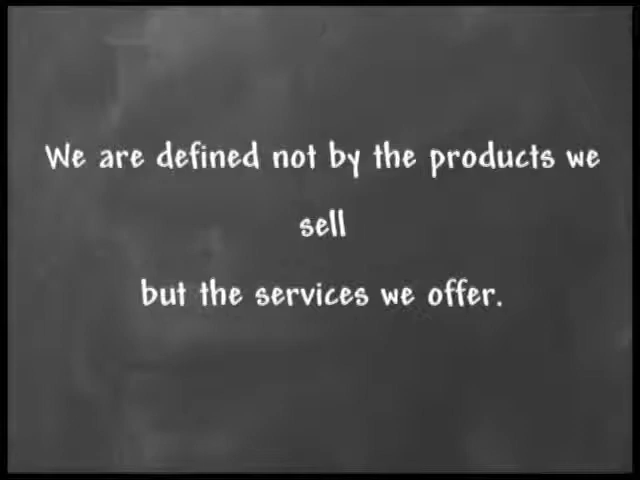 We are defined not by the products we
sell
but the services we offer.